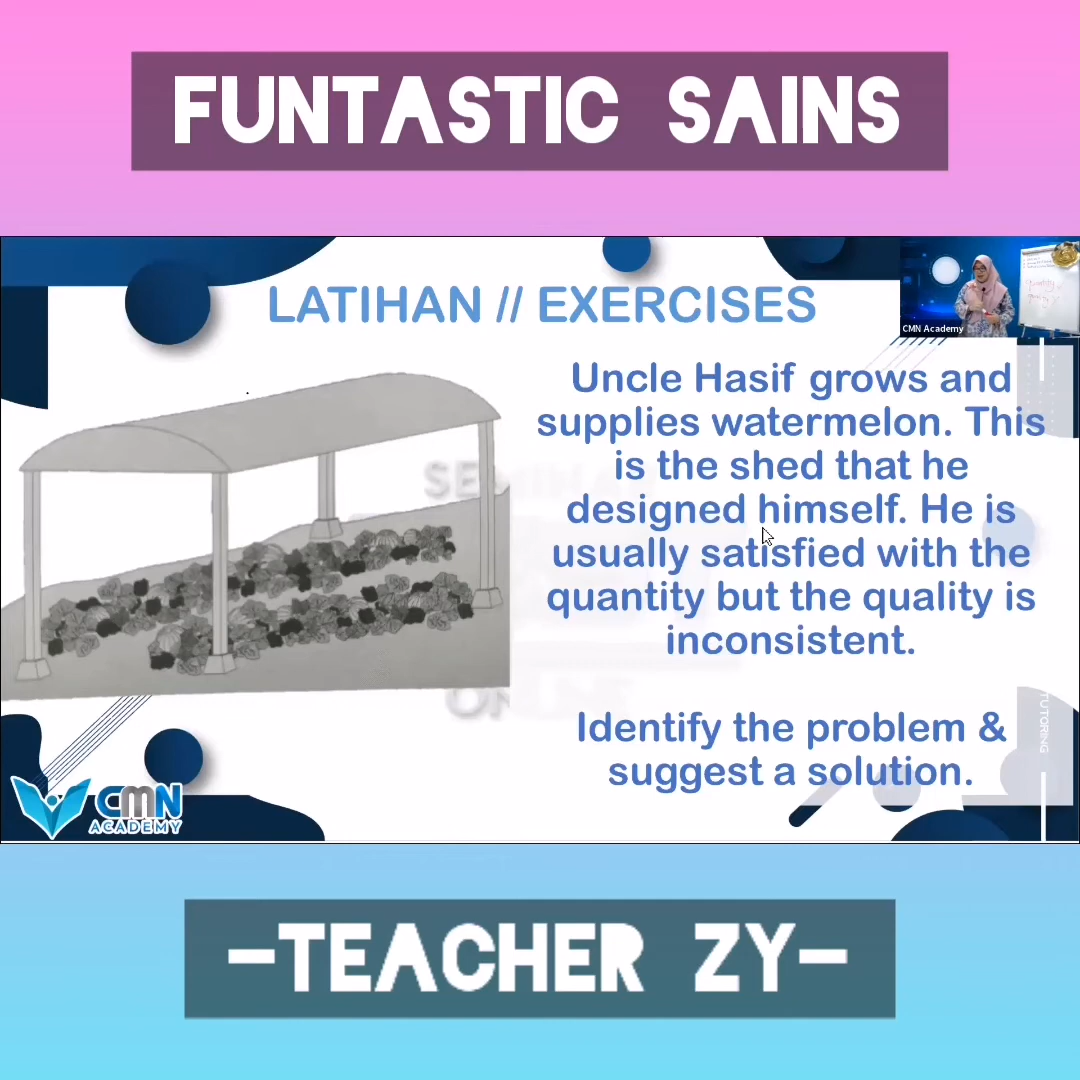 FUNTASTIC SAINS
LATIHAN // EXERCISES
CMN Academy
Uncle Hasif grows and
supplies watermelon. This
is the shed that he
designed himself. He is
usually satisfied with the
quantity but the quality is
inconsistent.
Identify the problem &
suggest a solution.
ONLINE
TUTORING
CMN
ACADEMY
-TEACHER ZY-